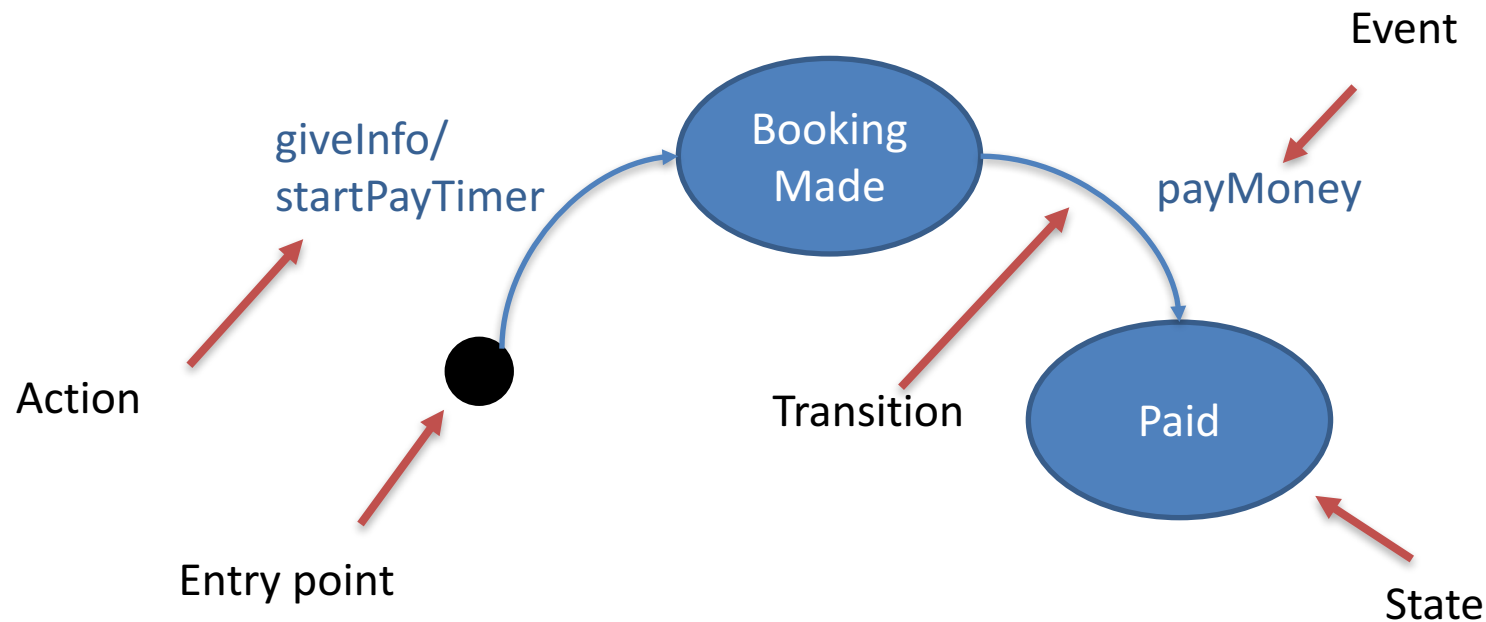 Event
giveInfo/
startPayTimer
Booking
Made
payMoney
Action
Transition
Paid
Entry point
State